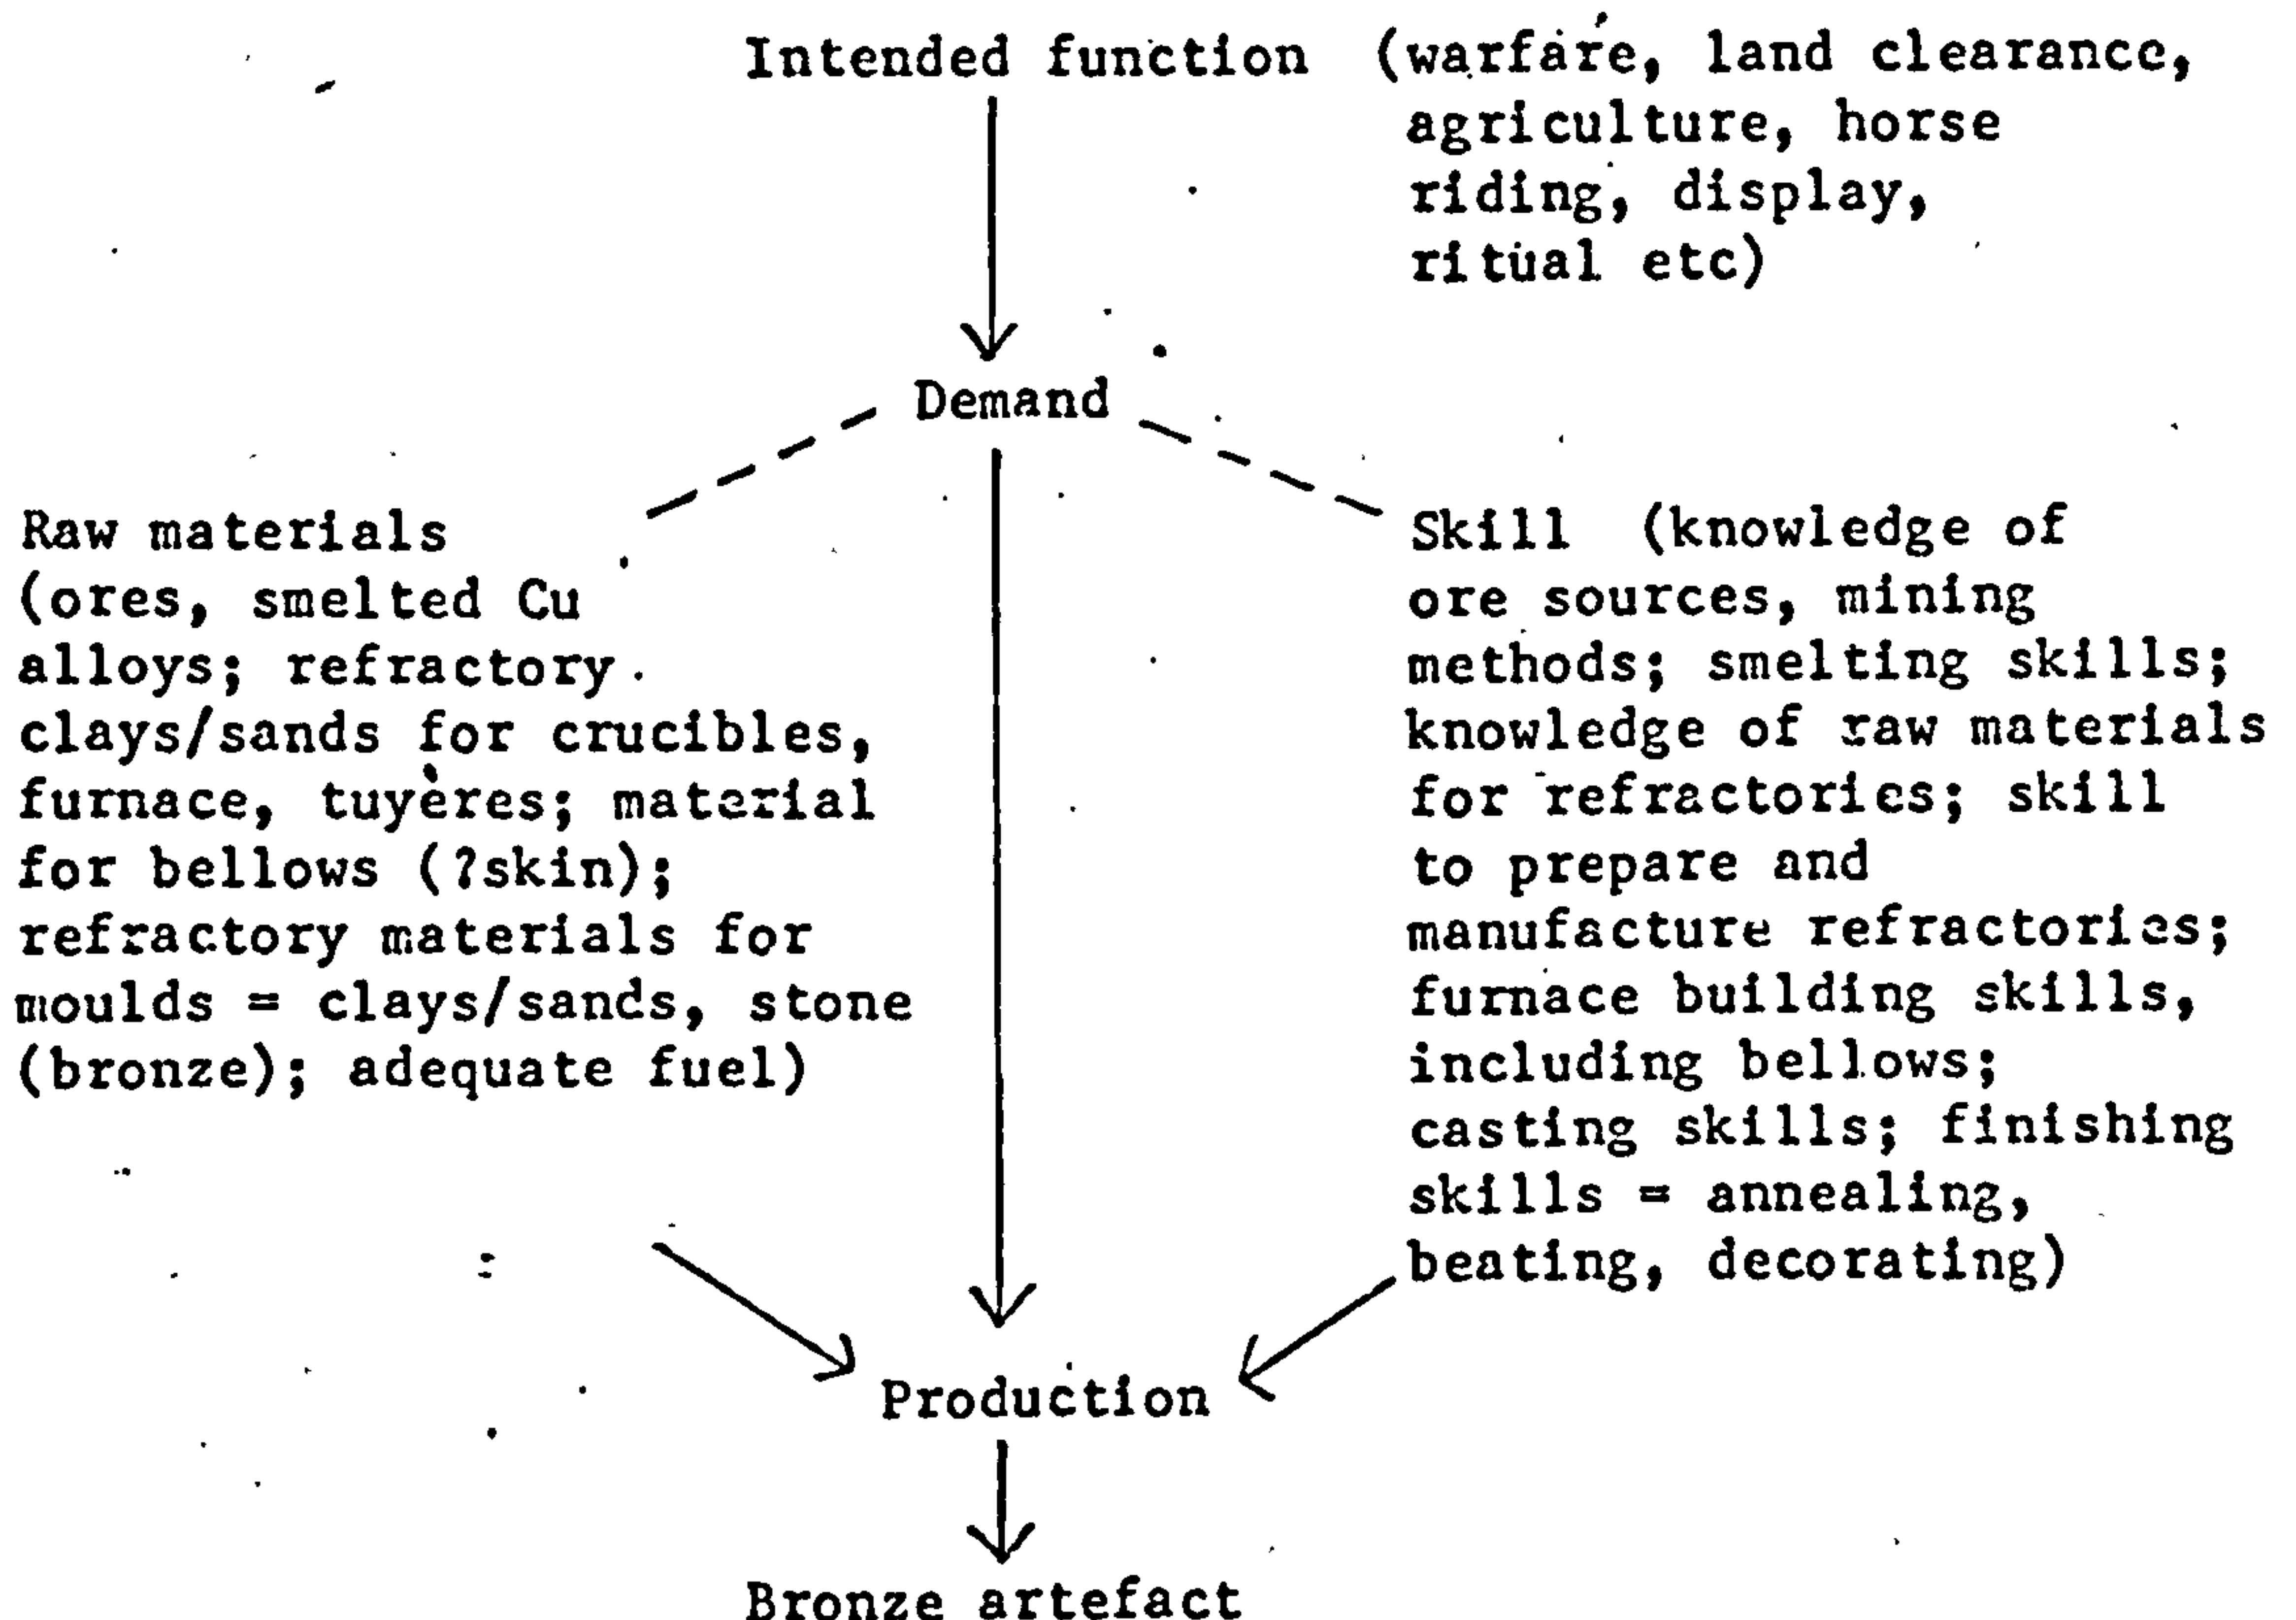 Intended function (warfare, land clearance,
agriculture, horse
riding, display,
ritual etc)
Demand
Raw materials
(ores, smelted Cu
alloys; refractory
clays/sands for crucibles,
furnace, tuyères; material
for bellows (?skin);
refractory materials for
moulds = clays/sands, stone
(bronze); adequate fuel)
Skill (knowledge of
ore sources, mining
methods; smelting skills;
knowledge of raw materials
for refractories; skill
to prepare and
manufacture refractories;
furnace building skills,
including bellows;
casting skills; finishing
skills = annealing,
beating, decorating)
Production
Bronze artefact